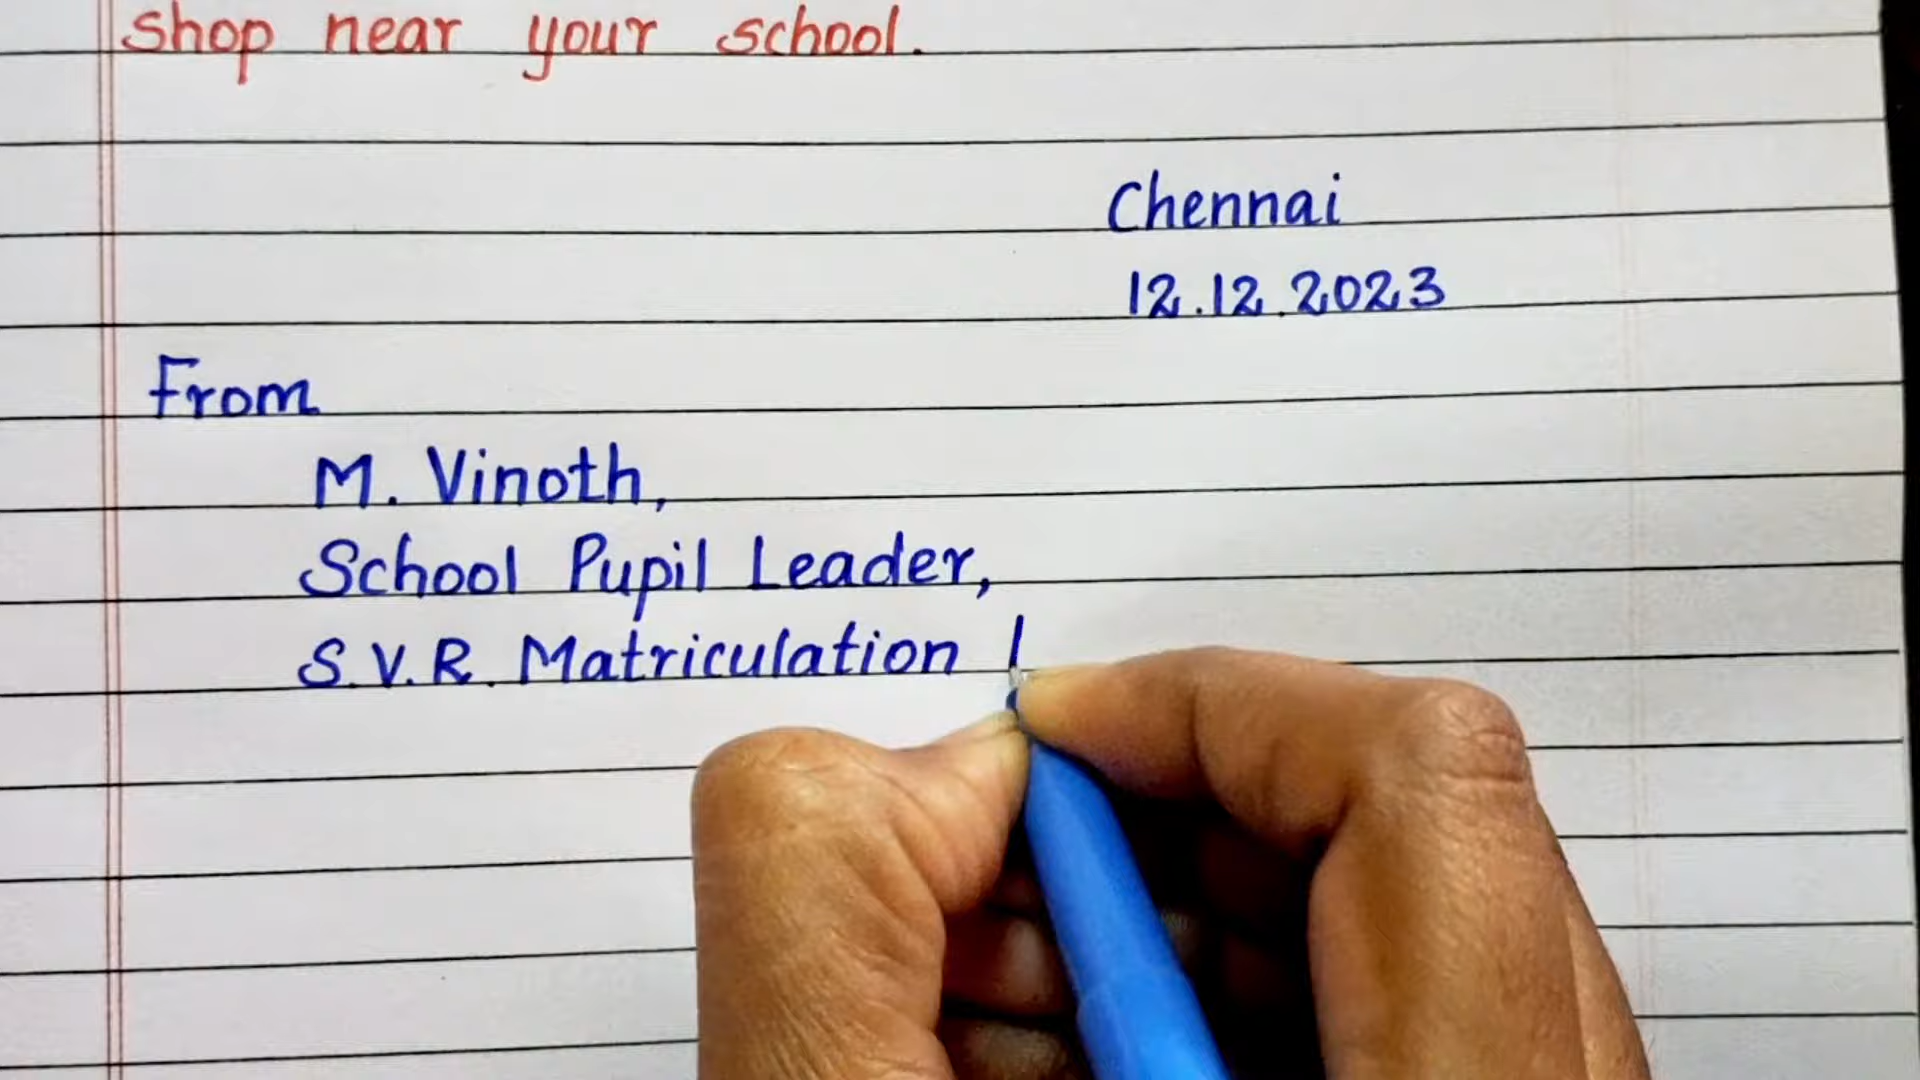 shop near your school.
Chennai
12.12.2023
From
M. Vinoth,
School Pupil Leader,
S.V.R. Matriculation